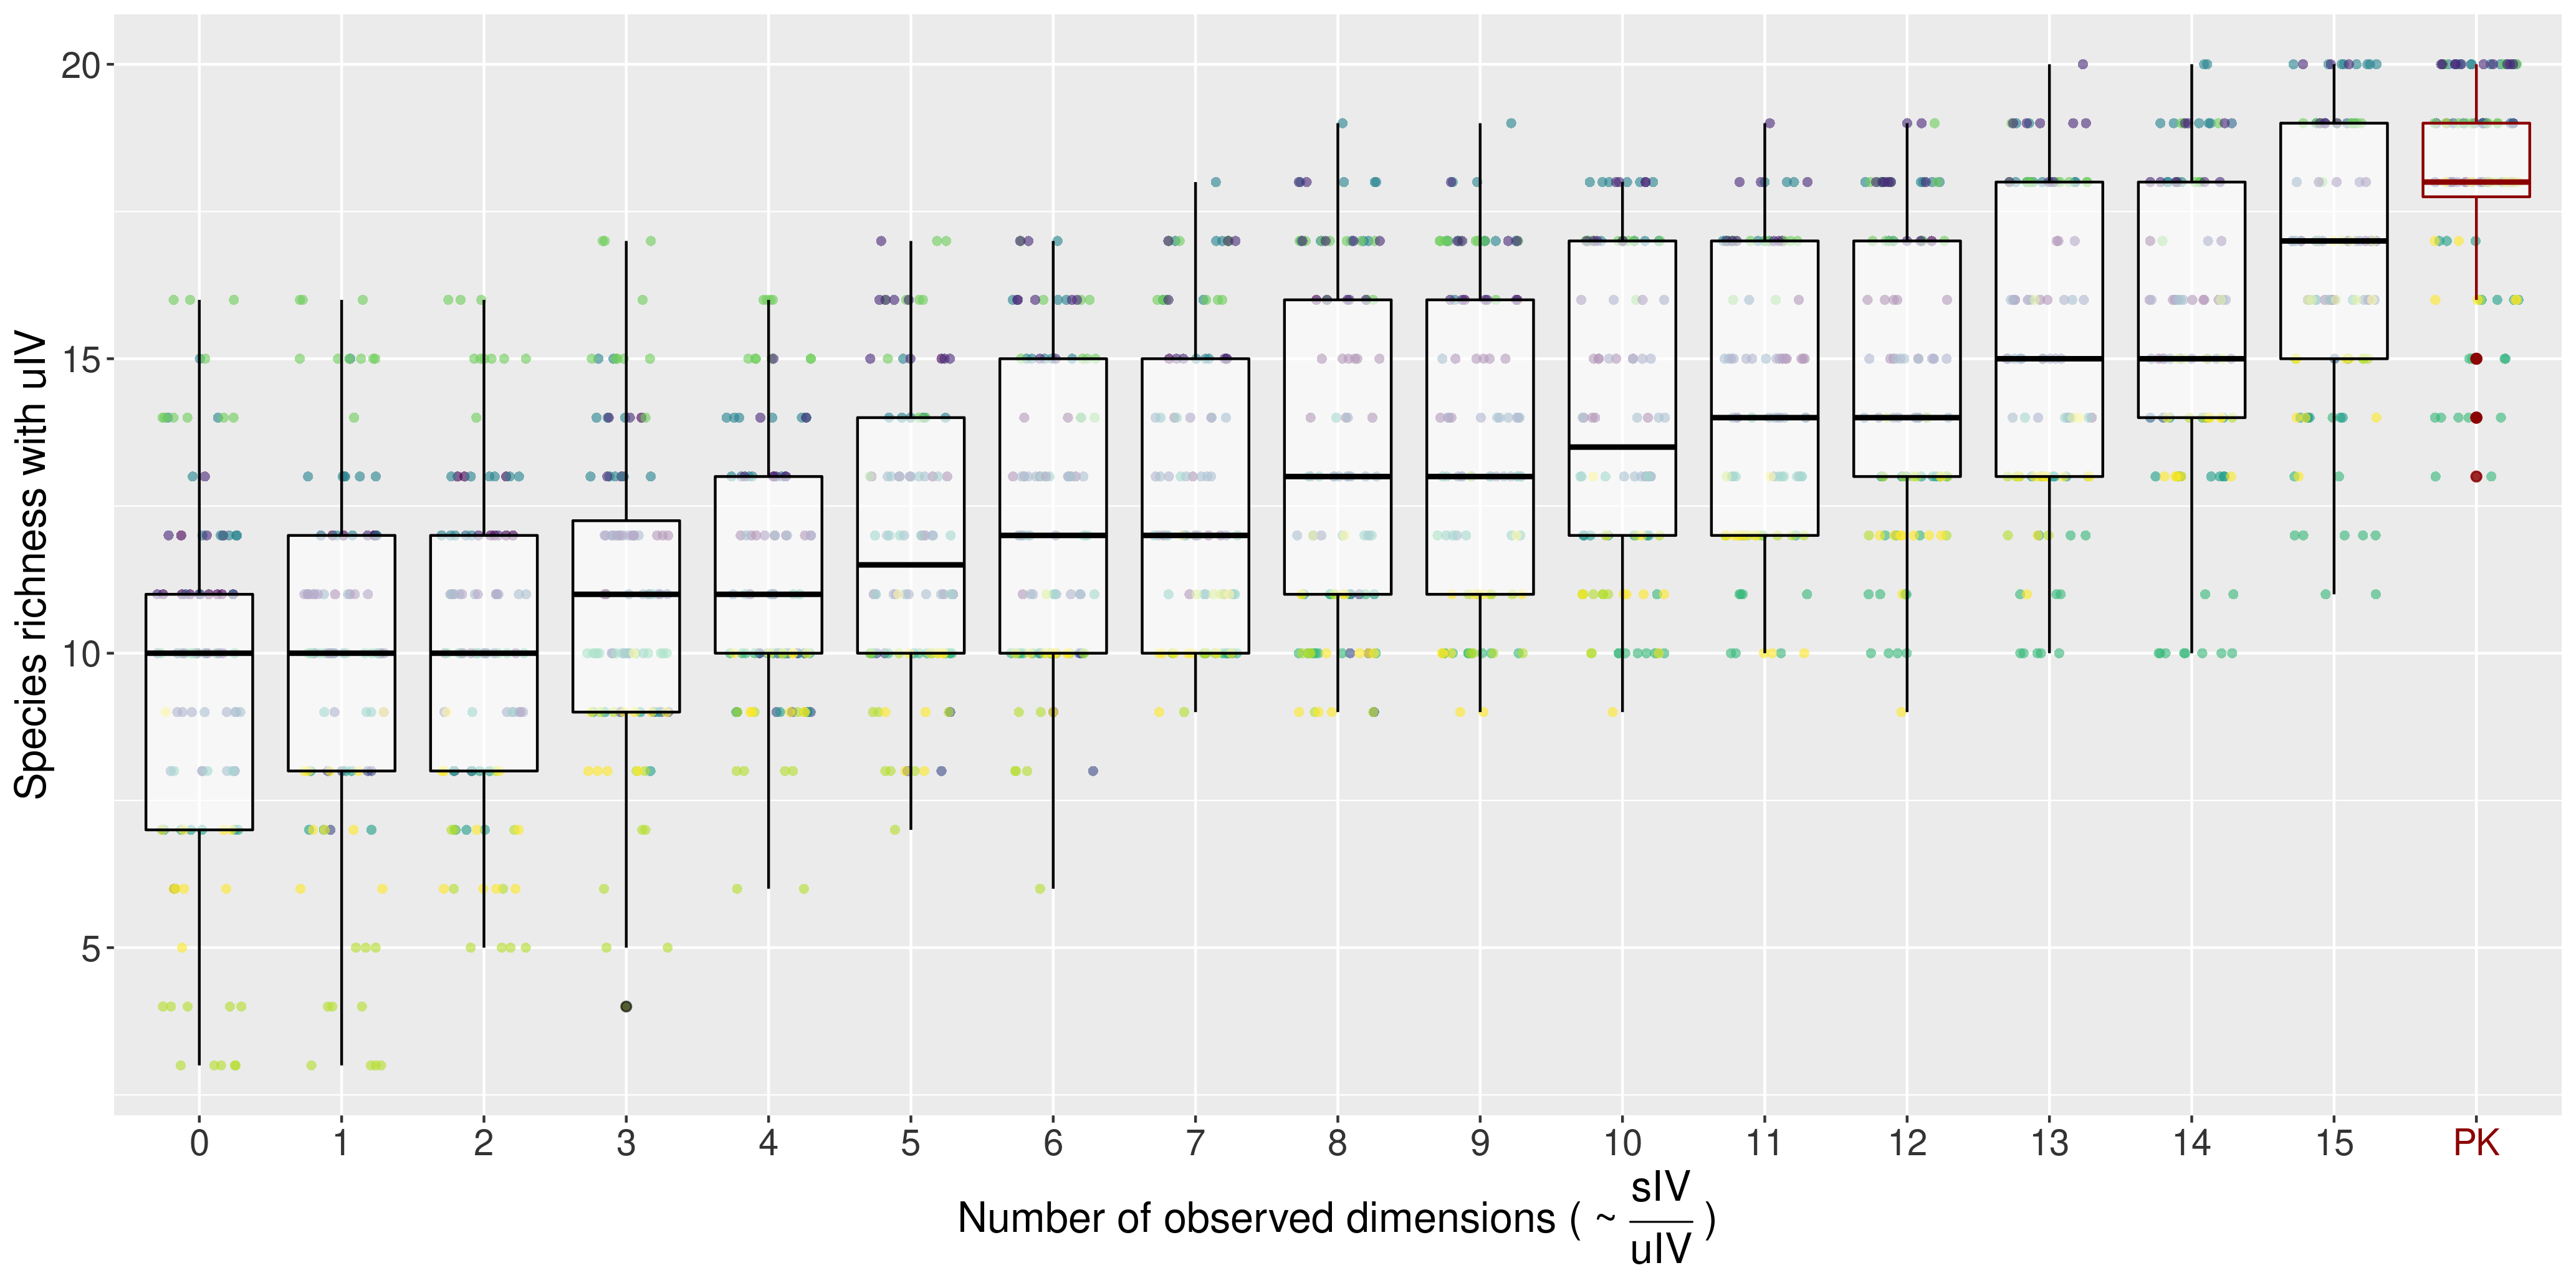 Species richness with uIV
20
15
10
5
0 1 2 3 4 5 6 7 8 9 10 11 12 13 14 15 PK
Number of observed dimensions ( ~ sIV / uIV )